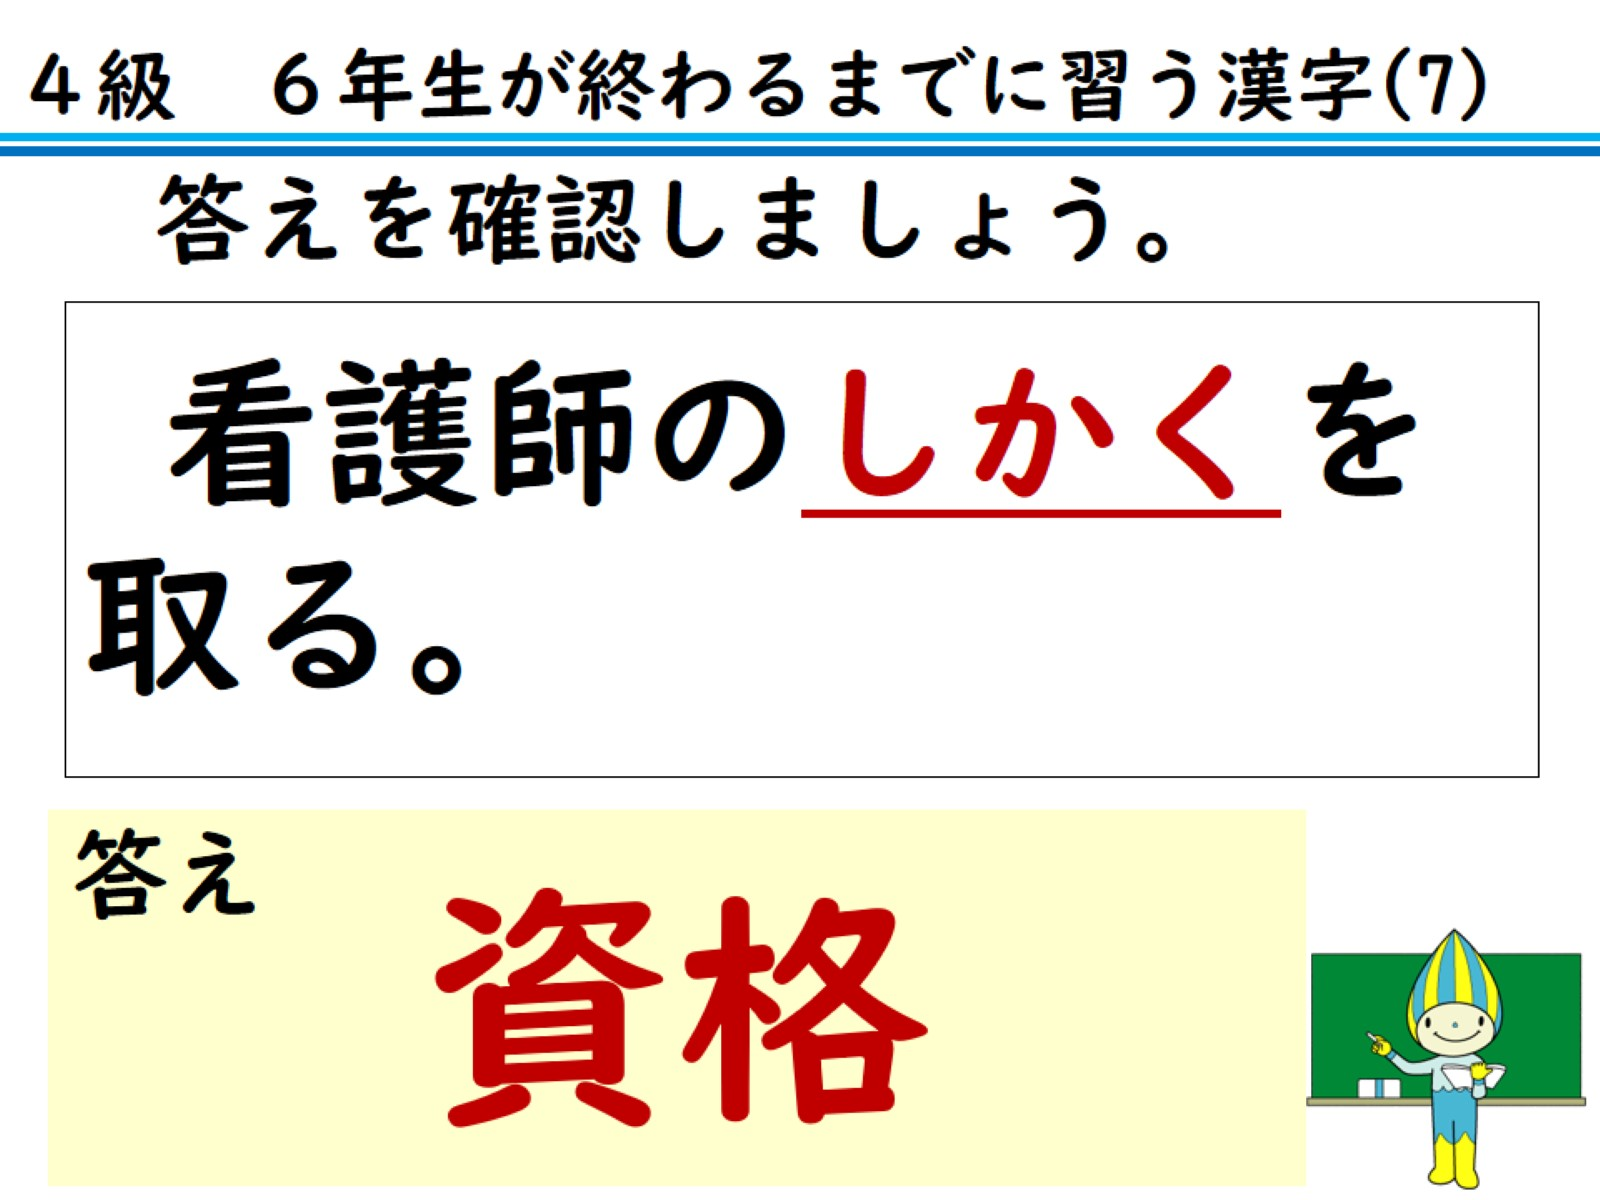 ４級　６年生が終わるまでに習う漢字(7)
答えを確認しましょう。
看護師のしかくを
取る。
答え
資格